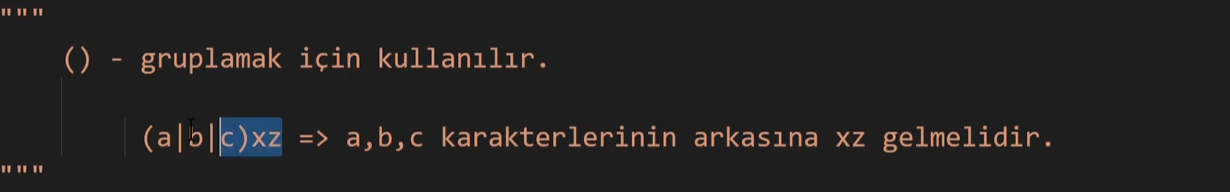 """
() - gruplamak için kullanılır.
(a|b|c)xz => a,b,c karakterlerinin arkasına xz gelmelidir.
"""